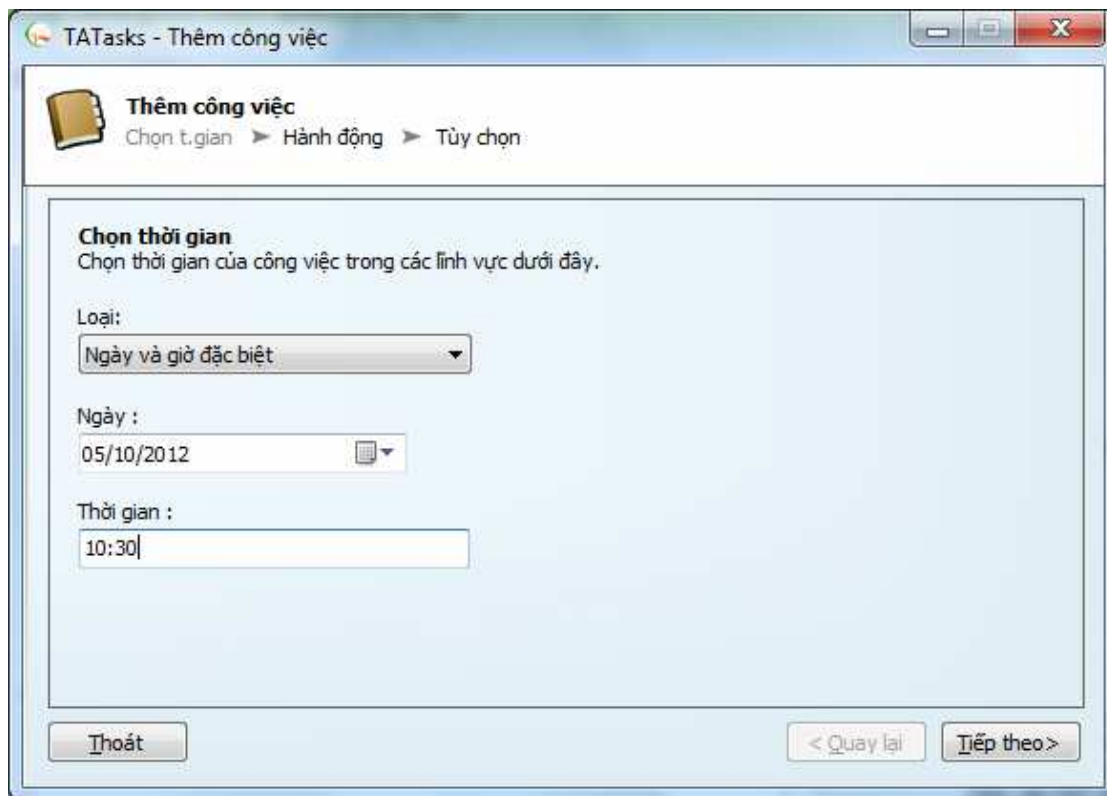 TATasks - Thêm công việc
Thêm công việc
Chọn t.gian ➤ Hành động ➤ Tùy chọn
Chọn thời gian
Chọn thời gian của công việc trong các lĩnh vực dưới đây.
Loại:
Ngày và giờ đặc biệt
Ngày :
05/10/2012
Thời gian :
10:30
Thoát
< Quay lại
Tiếp theo>